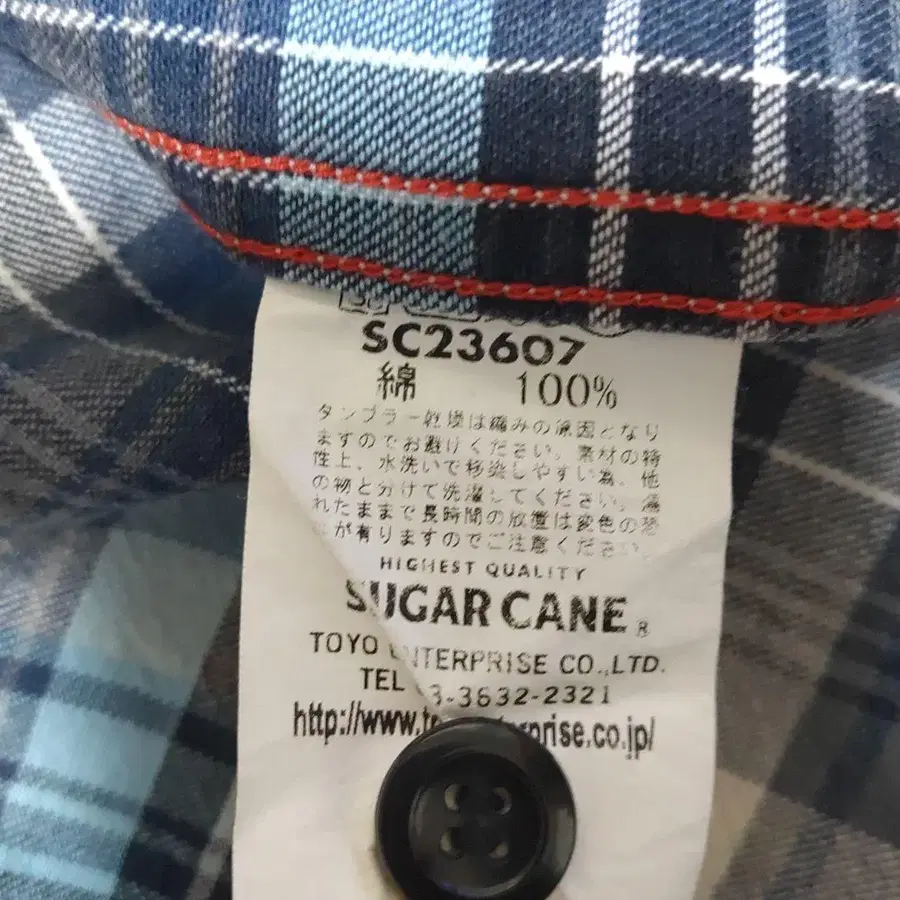 SC23607
綿 100%
タンブラー乾燥は縮みの原因となり
ますのでお避けください。素材の特
性上、水洗いで移染しやすい為、他
の物と分けて洗濯してください。濡
れたままで長時間の放置は変色の恐
が有りますのでご注意ください。
HIGHEST QUALITY
SUGAR CANE®
TOYO ENTERPRISE CO.,LTD.
TEL 3-3632-2321
http://www.to enterprise.co.jp/